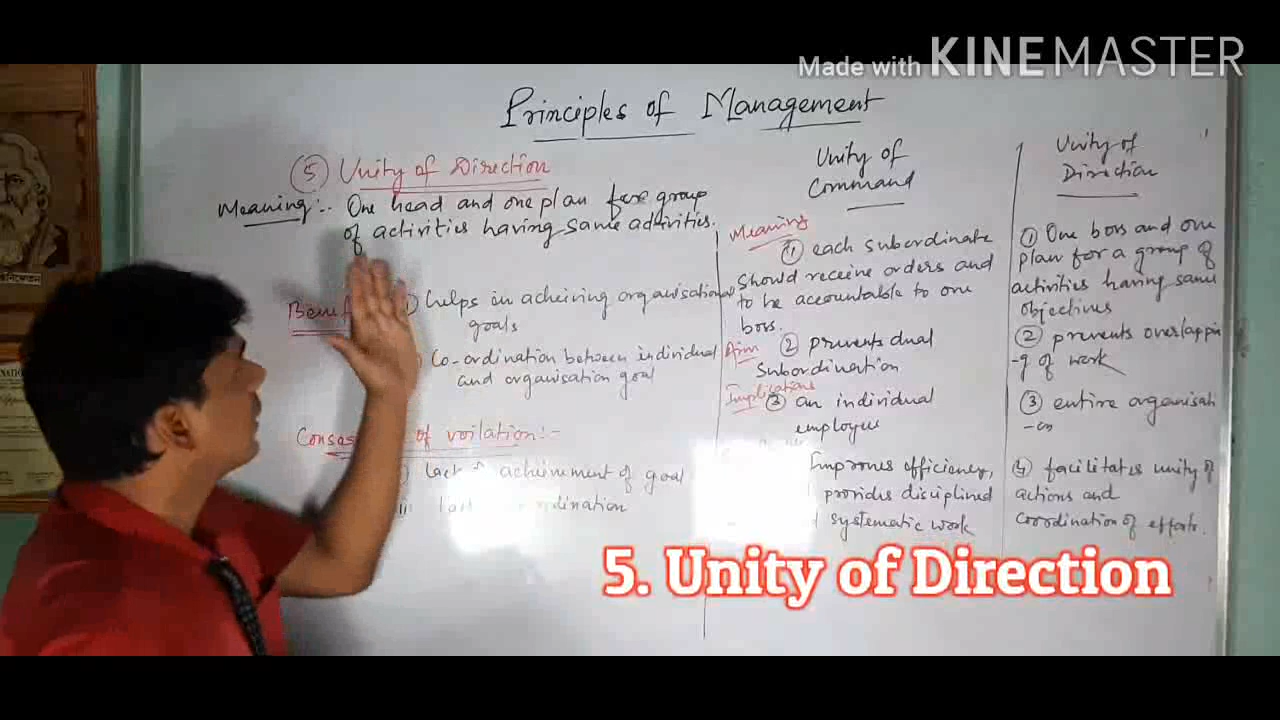 Made with KINEMASTER
Principles of Management
⑤ Unity of Direction
Meaning:- One head and one plan for group
of activities having same activities.
i) helps in acheiving organisational
goals
Co-ordination between individual
and organisation goal
of voilation:-
lack of achievement of goal
Unity of
Command
Meaning
① each subordinate
should receive orders and
to be accountable to one
boss.
Aim ② prevents dual
subordination
Implications
③ an individual
employee
Improves efficiency,
provides disciplined
systematic work
Unity of
Direction
① One boss and one
plan for a group of
activities having same
objectives
② prevents overlappin
-g of work
③ entire organisati
-on
④ facilitates unity of
actions and
coordination of efforts.
5. Unity of Direction